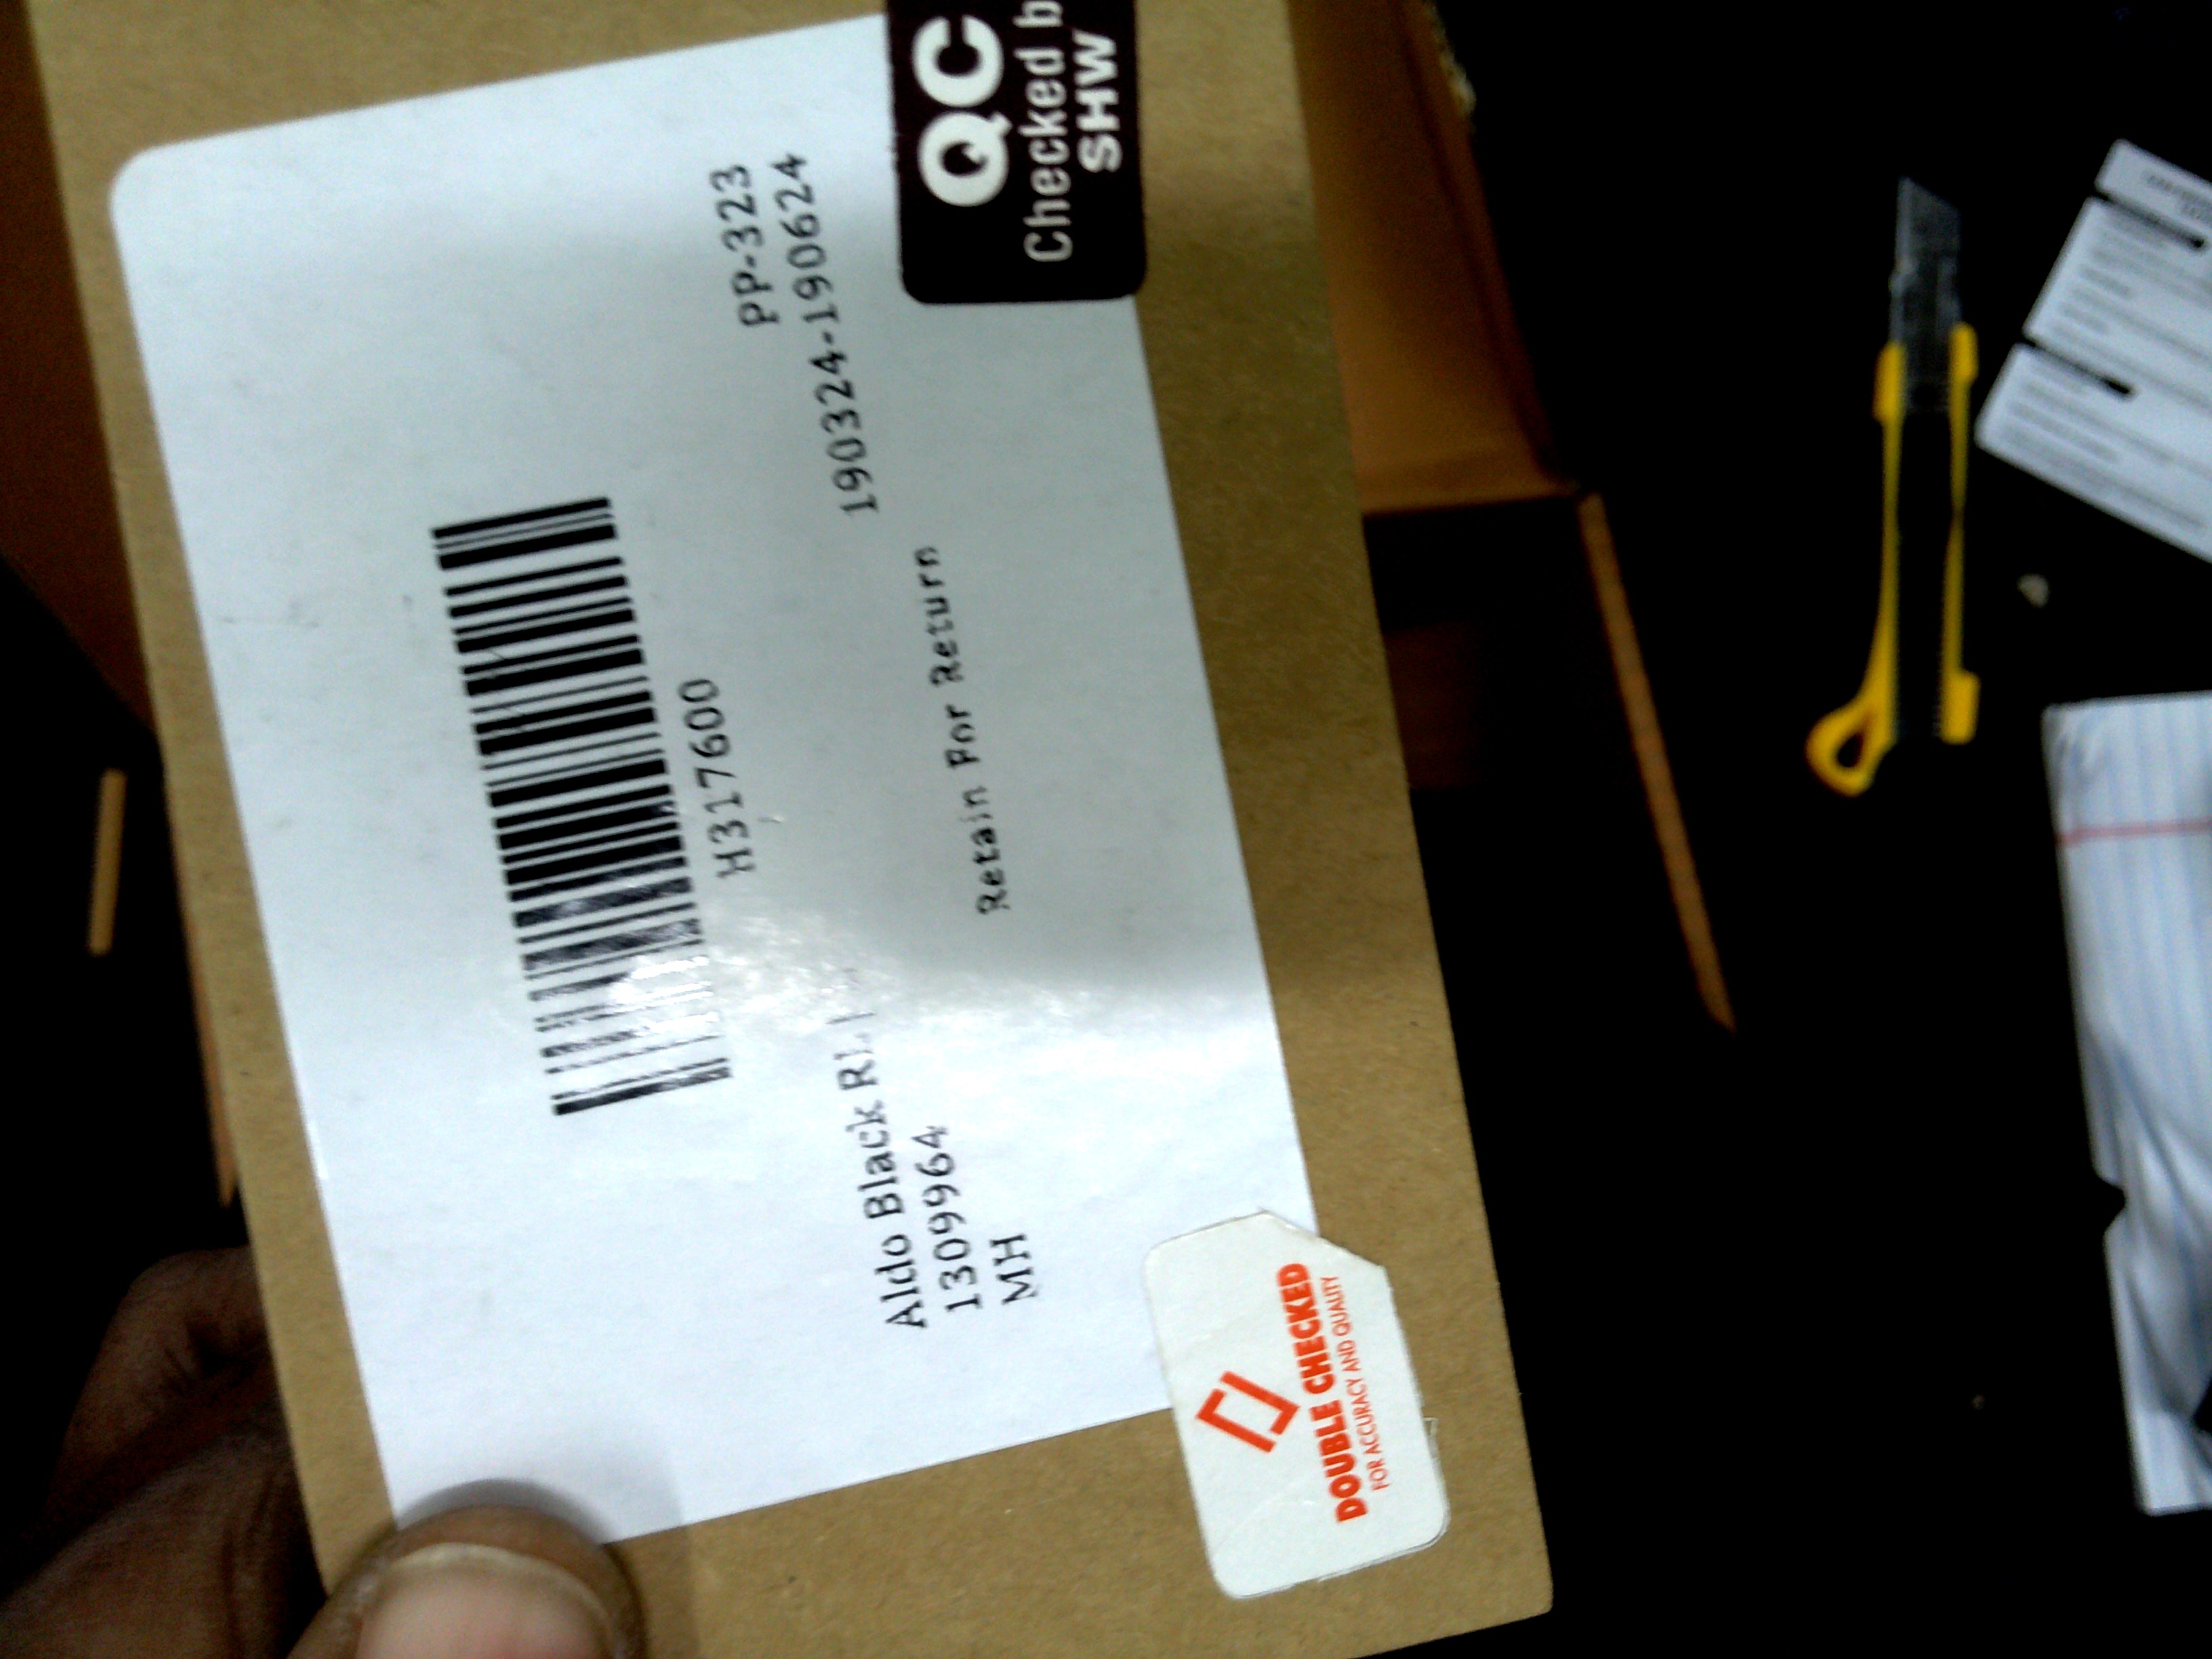 QC
Checked b
SHW
H317600
PP-323
190324-190624
Aldo Black
1309964
MH
Retain For Return
DOUBLE CHECKED
FOR ACCURACY AND QUALITY